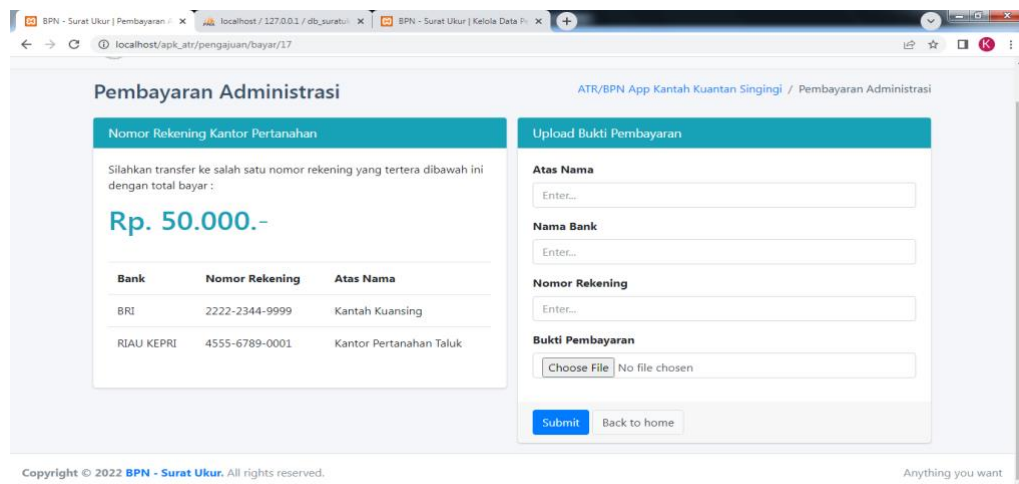 BPN - Surat Ukur | Pembayaran A
localhost / 127.0.0.1 / db_suratu
BPN - Surat Ukur | Kelola Data P
localhost/apk_atr/pengajuan/bayar/17
K
Pembayaran Administrasi
ATR/BPN App Kantah Kuantan Singingi / Pembayaran Administrasi
Nomor Rekening Kantor Pertanahan
Silahkan transfer ke salah satu nomor rekening yang tertera dibawah ini
dengan total bayar :
Rp. 50.000.-
Bank Nomor Rekening Atas Nama
BRI 2222-2344-9999 Kantah Kuansing
RIAU KEPRI 4555-6789-0001 Kantor Pertanahan Taluk
Upload Bukti Pembayaran
Atas Nama
Enter...
Nama Bank
Enter...
Nomor Rekening
Enter...
Bukti Pembayaran
Choose File No file chosen
Submit Back to home
Copyright © 2022 BPN - Surat Ukur. All rights reserved.
Anything you want